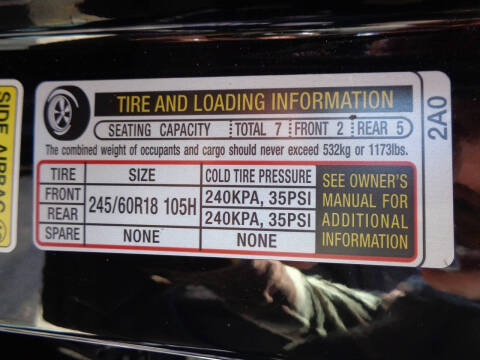 TIRE AND LOADING INFORMATION
SEATING CAPACITY TOTAL 7 FRONT 2 REAR 5
The combined weight of occupants and cargo should never exceed 532kg or 1173lbs.
TIRE SIZE COLD TIRE PRESSURE
FRONT 245/60R18 105H 240KPA, 35PSI
REAR 240KPA, 35PSI
SPARE NONE NONE
SEE OWNER'S
MANUAL FOR
ADDITIONAL
INFORMATION
2A0
SIDE AIRBAG